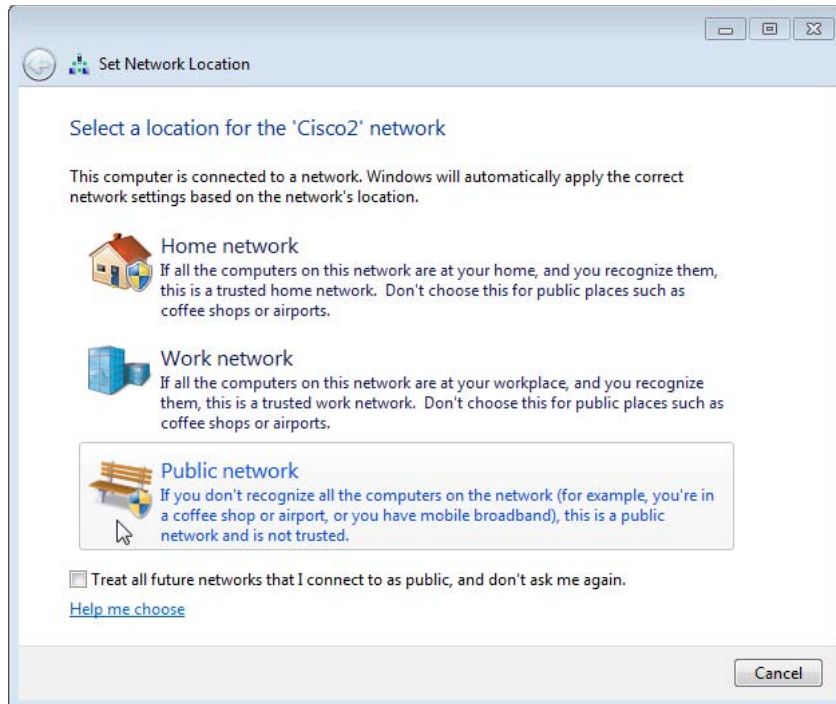 Set Network Location
Select a location for the 'Cisco2' network
This computer is connected to a network. Windows will automatically apply the correct
network settings based on the network's location.
Home network
If all the computers on this network are at your home, and you recognize them,
this is a trusted home network. Don't choose this for public places such as
coffee shops or airports.
Work network
If all the computers on this network are at your workplace, and you recognize
them, this is a trusted work network. Don't choose this for public places such as
coffee shops or airports.
Public network
If you don't recognize all the computers on the network (for example, you're in
a coffee shop or airport, or you have mobile broadband), this is a public
network and is not trusted.
Treat all future networks that I connect to as public, and don't ask me again.
Help me choose
Cancel